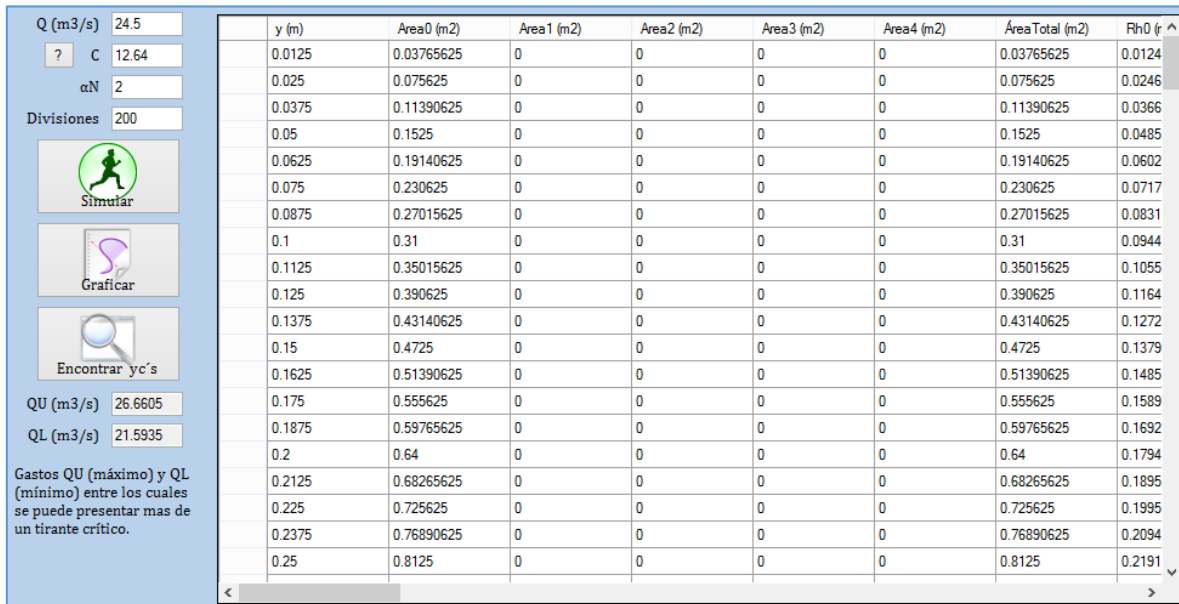 Q (m3/s) 24.5
? C 12.64
αN 2
Divisiones 200
Simular
Graficar
Encontrar yc´s
QU (m3/s) 26.6605
QL (m3/s) 21.5935
Gastos QU (máximo) y QL
(mínimo) entre los cuales
se puede presentar mas de
un tirante crítico.
y (m) Area0 (m2) Area1 (m2) Area2 (m2) Area3 (m2) Area4 (m2) ÁreaTotal (m2) Rh0 (r
0.0125 0.03765625 0 0 0 0 0.03765625 0.0124
0.025 0.075625 0 0 0 0 0.075625 0.0246
0.0375 0.11390625 0 0 0 0 0.11390625 0.0366
0.05 0.1525 0 0 0 0 0.1525 0.0485
0.0625 0.19140625 0 0 0 0 0.19140625 0.0602
0.075 0.230625 0 0 0 0 0.230625 0.0717
0.0875 0.27015625 0 0 0 0 0.27015625 0.0831
0.1 0.31 0 0 0 0 0.31 0.0944
0.1125 0.35015625 0 0 0 0 0.35015625 0.1055
0.125 0.390625 0 0 0 0 0.390625 0.1164
0.1375 0.43140625 0 0 0 0 0.43140625 0.1272
0.15 0.4725 0 0 0 0 0.4725 0.1379
0.1625 0.51390625 0 0 0 0 0.51390625 0.1485
0.175 0.555625 0 0 0 0 0.555625 0.1589
0.1875 0.59765625 0 0 0 0 0.59765625 0.1692
0.2 0.64 0 0 0 0 0.64 0.1794
0.2125 0.68265625 0 0 0 0 0.68265625 0.1895
0.225 0.725625 0 0 0 0 0.725625 0.1995
0.2375 0.76890625 0 0 0 0 0.76890625 0.2094
0.25 0.8125 0 0 0 0 0.8125 0.2191